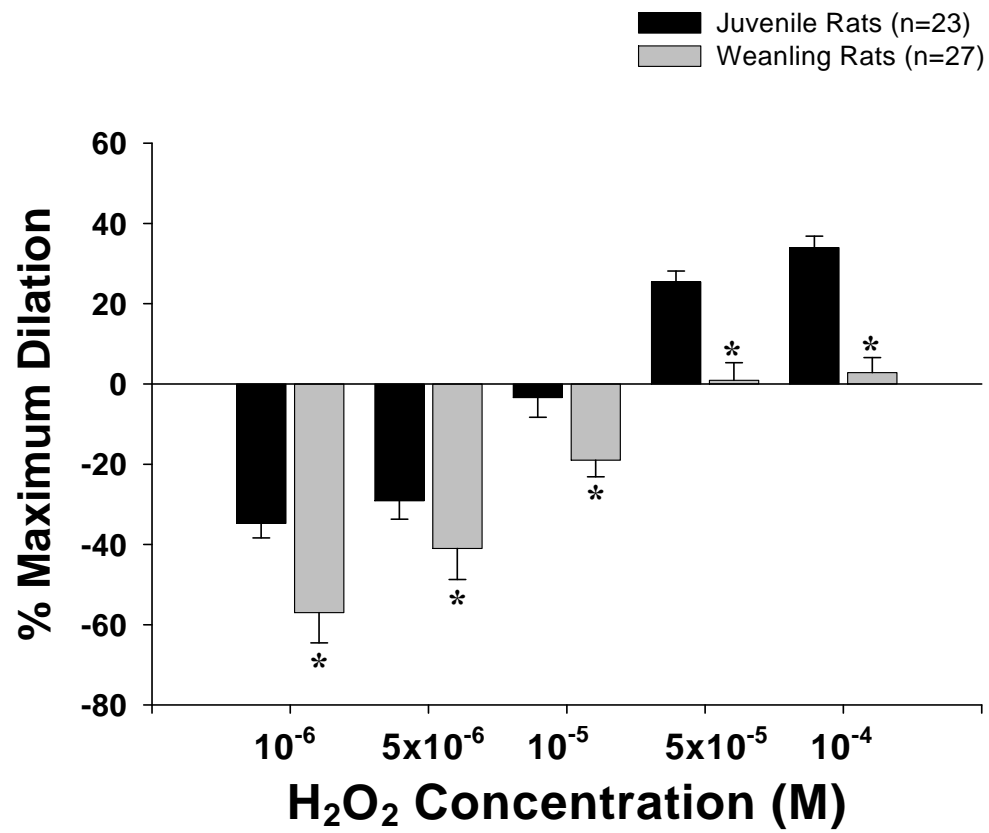 Juvenile Rats (n=23)
Weanling Rats (n=27)
% Maximum Dilation
60
40
20
0
-20
-40
-60
-80
*
*
*
*
*
10⁻⁶ 5x10⁻⁶ 10⁻⁵ 5x10⁻⁵ 10⁻⁴
H₂O₂ Concentration (M)